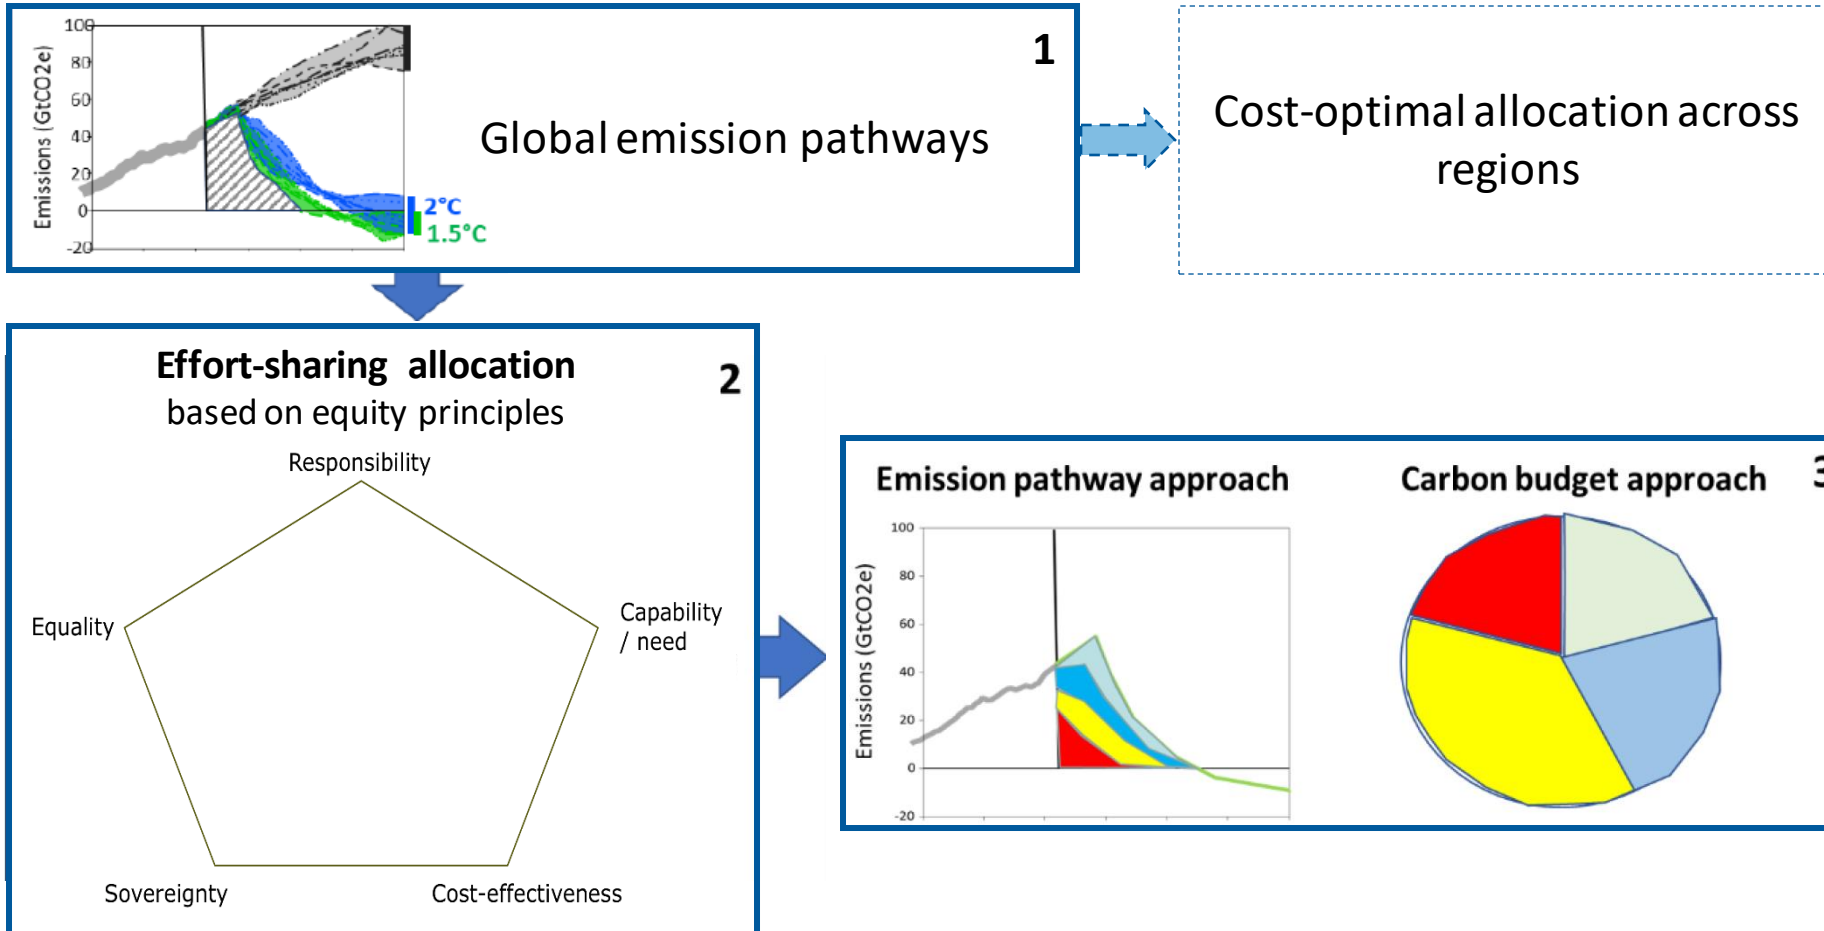 1
Emissions (GtCO2e)
100
80
60
40
20
0
-20
2°C
1.5°C
Global emission pathways
Cost-optimal allocation across
regions
Effort-sharing allocation
2
based on equity principles
Responsibility
Equality
Capability
/ need
Sovereignty
Cost-effectiveness
Emission pathway approach
Carbon budget approach
3
Emissions (GtCO2e)
100
80
60
40
20
0
-20